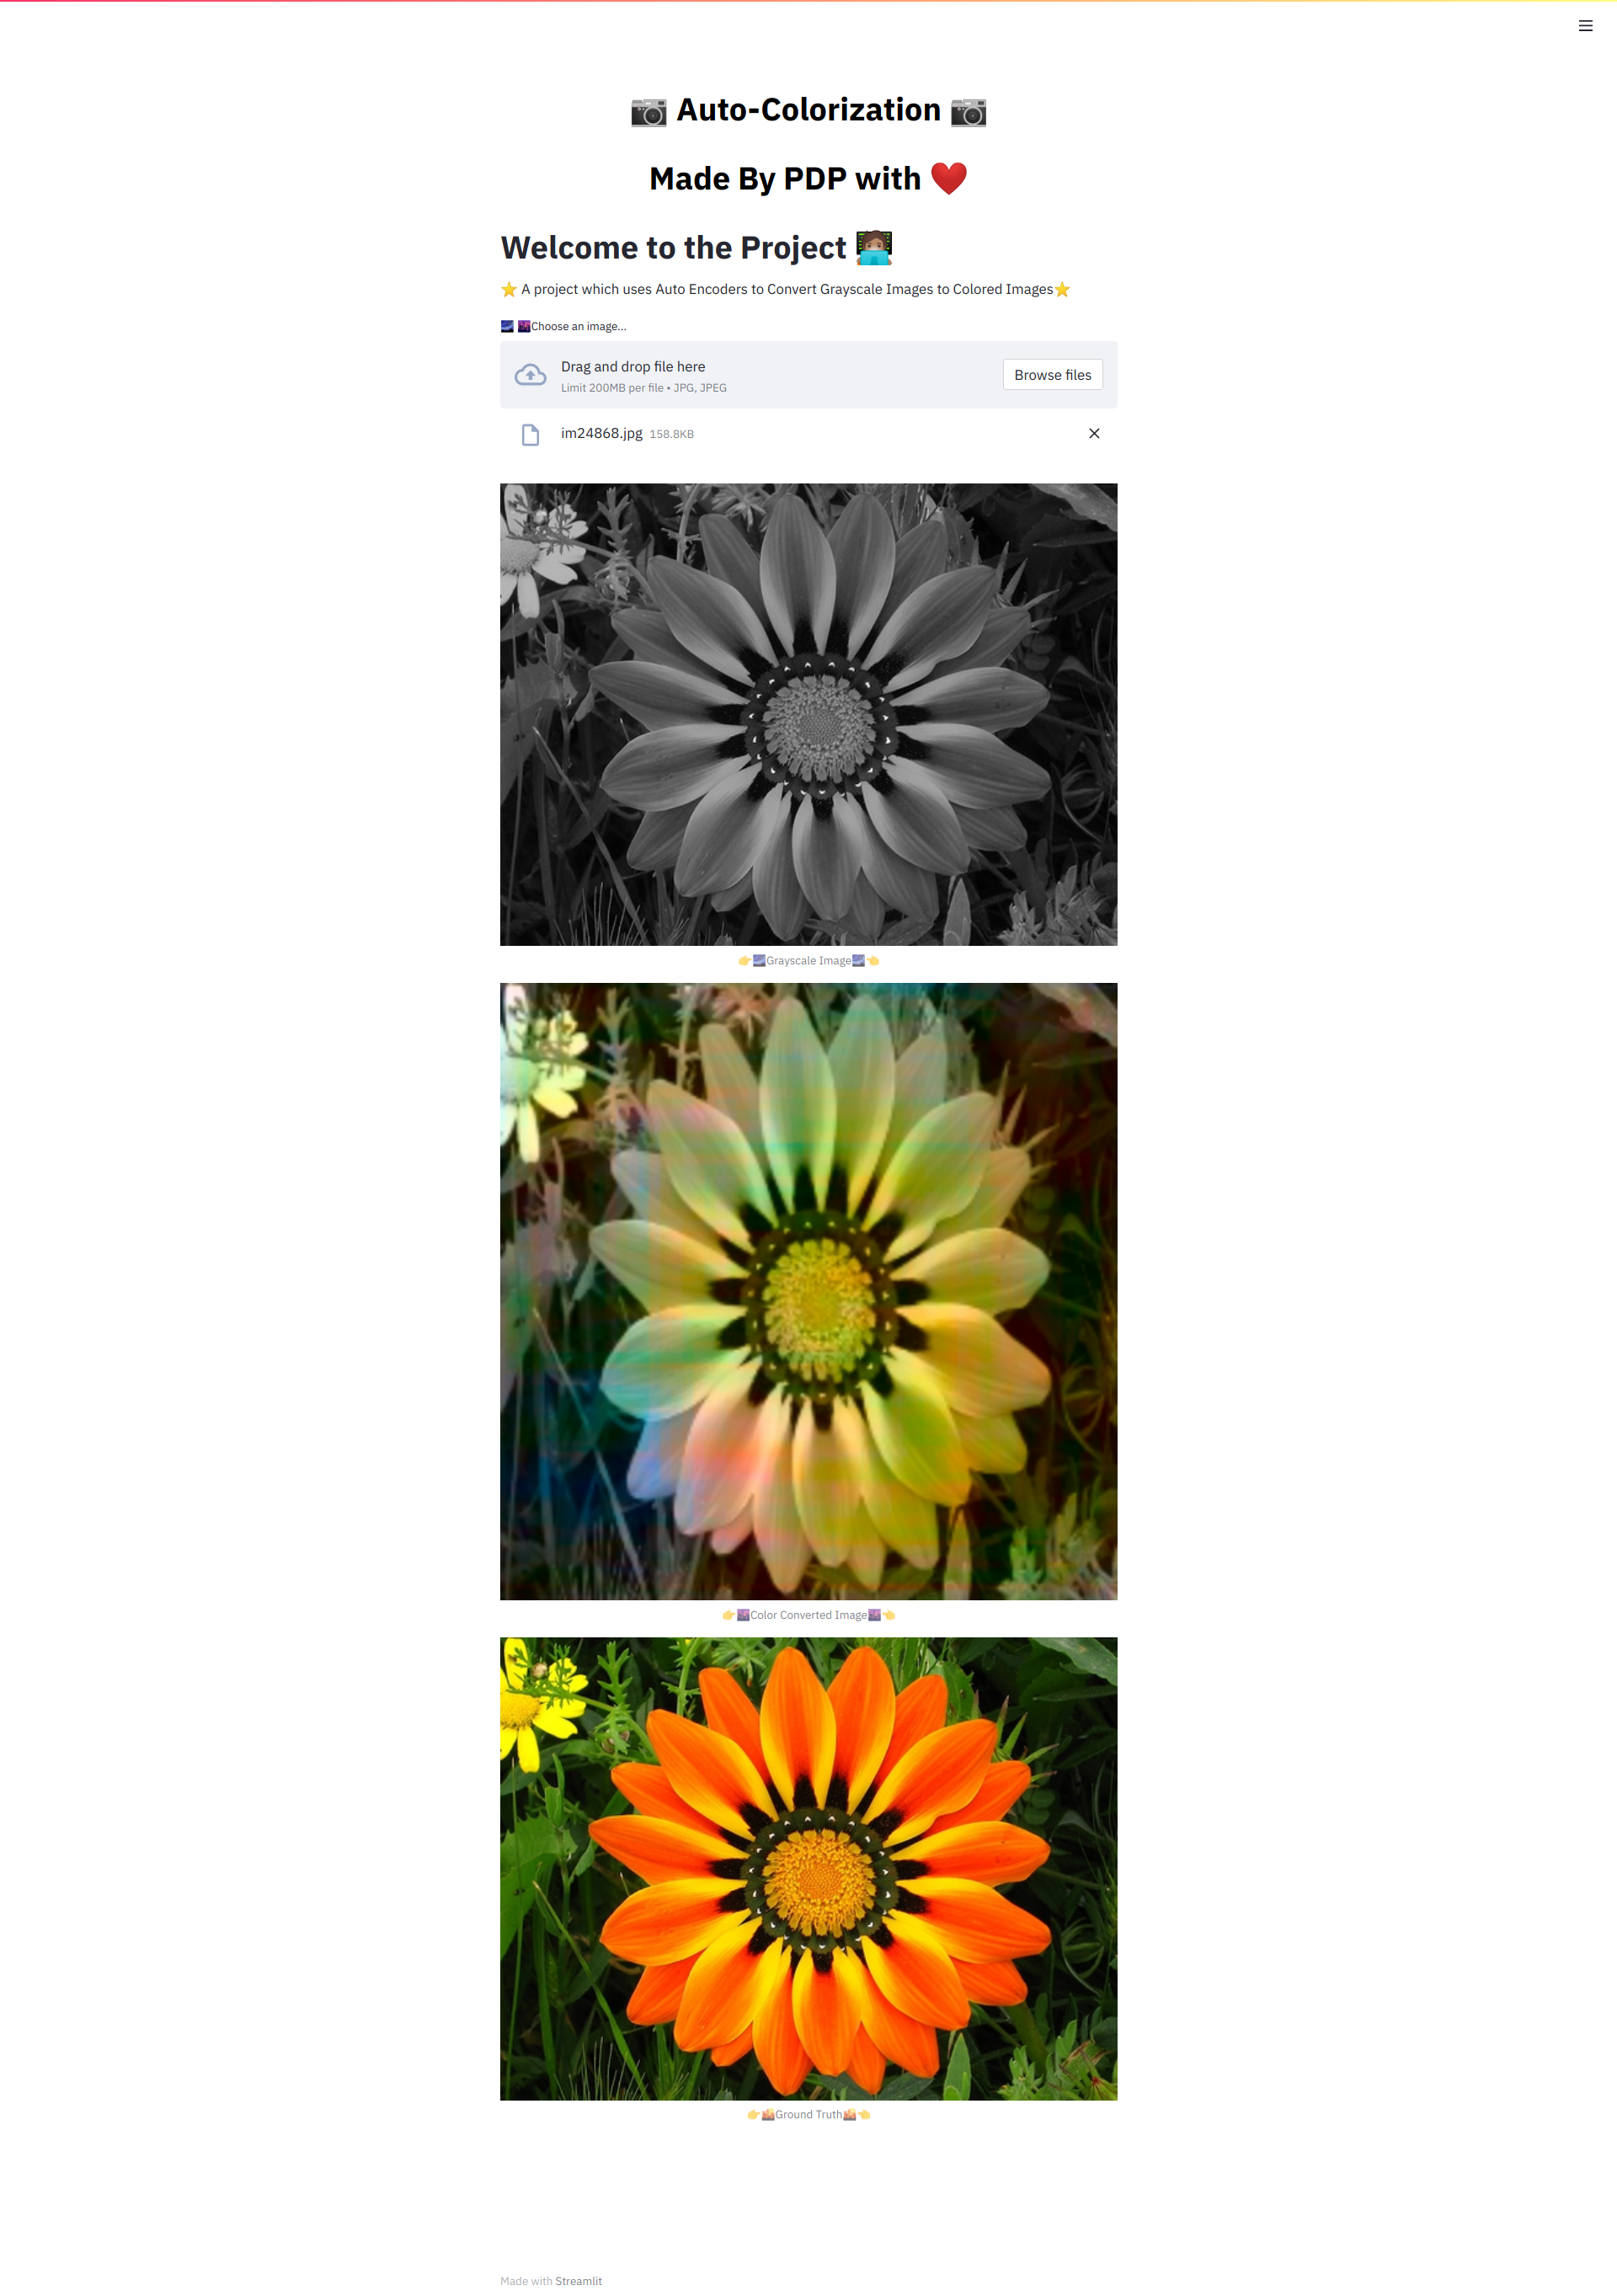 📷 Auto-Colorization 📷
Made By PDP with ❤️
Welcome to the Project 👩🏽‍💻
⭐ A project which uses Auto Encoders to Convert Grayscale Images to Colored Images⭐
🌌 🎆Choose an image...
Drag and drop file here
Limit 200MB per file • JPG, JPEG
Browse files
im24868.jpg 158.8KB
👉🌌Grayscale Image🌌👈
👉🎆Color Converted Image🎆👈
👉🌇Ground Truth🌇👈
Made with Streamlit